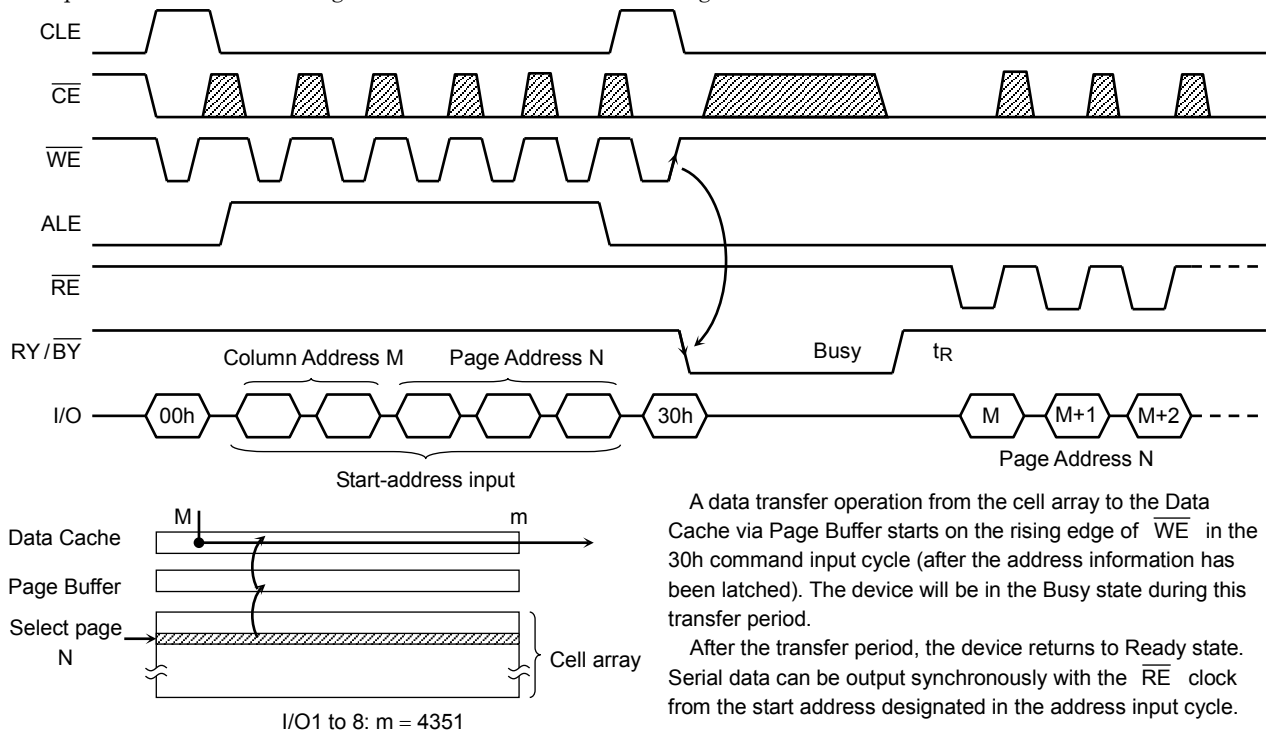 CLE
CE
WE
ALE
RE
RY/BY
Busy
tR
Column Address M
Page Address N
I/O
00h
30h
M
M+1
M+2
Page Address N
Start-address input
M
m
Data Cache
Page Buffer
Select page
N
Cell array
I/O1 to 8: m = 4351
A data transfer operation from the cell array to the Data
Cache via Page Buffer starts on the rising edge of WE in the
30h command input cycle (after the address information has
been latched). The device will be in the Busy state during this
transfer period.
After the transfer period, the device returns to Ready state.
Serial data can be output synchronously with the RE clock
from the start address designated in the address input cycle.